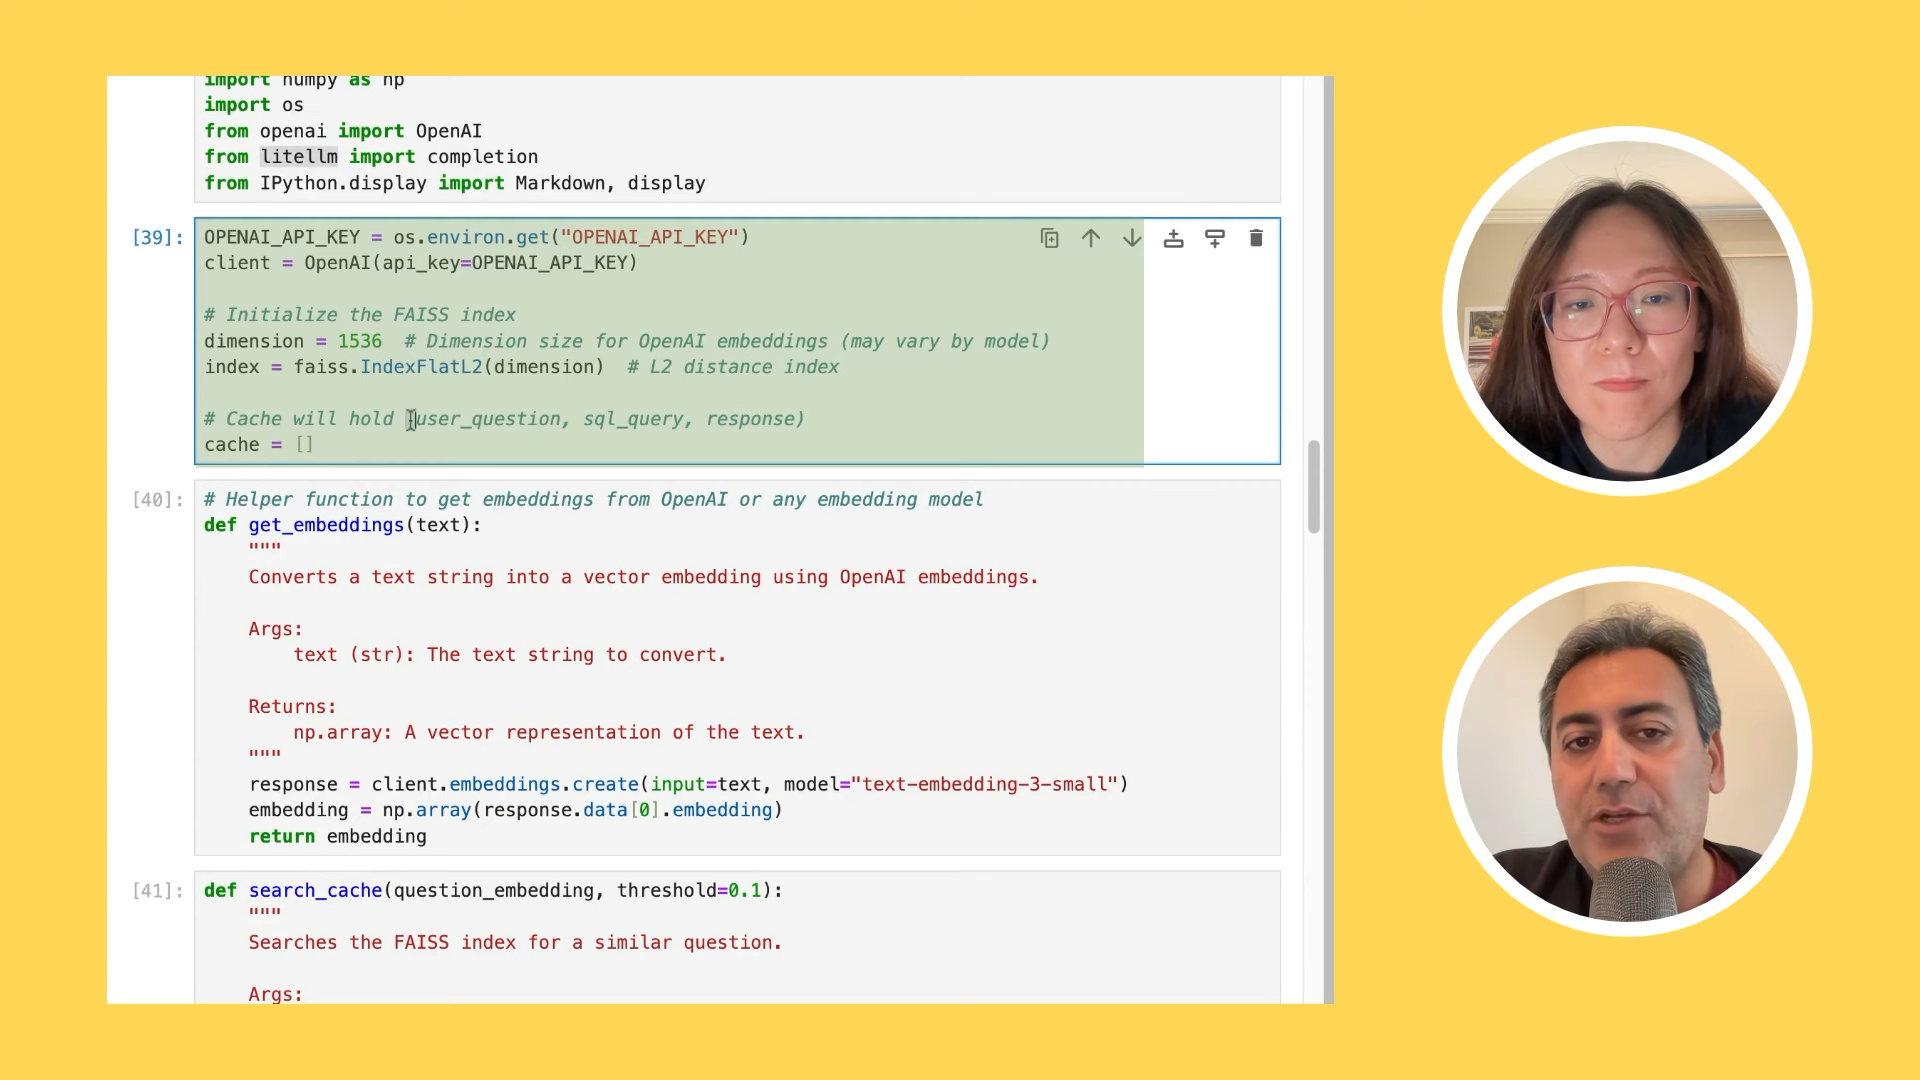 import numpy as np
import os
from openai import OpenAI
from litellm import completion
from IPython.display import Markdown, display
[39]:
OPENAI_API_KEY = os.environ.get("OPENAI_API_KEY")
client = OpenAI(api_key=OPENAI_API_KEY)
# Initialize the FAISS index
dimension = 1536  # Dimension size for OpenAI embeddings (may vary by model)
index = faiss.IndexFlatL2(dimension)  # L2 distance index
# Cache will hold (user_question, sql_query, response)
cache = []
[40]:
# Helper function to get embeddings from OpenAI or any embedding model
def get_embeddings(text):
    """
    Converts a text string into a vector embedding using OpenAI embeddings.
    Args:
        text (str): The text string to convert.
    Returns:
        np.array: A vector representation of the text.
    """
    response = client.embeddings.create(input=text, model="text-embedding-3-small")
    embedding = np.array(response.data[0].embedding)
    return embedding
[41]:
def search_cache(question_embedding, threshold=0.1):
    """
    Searches the FAISS index for a similar question.
    Args: